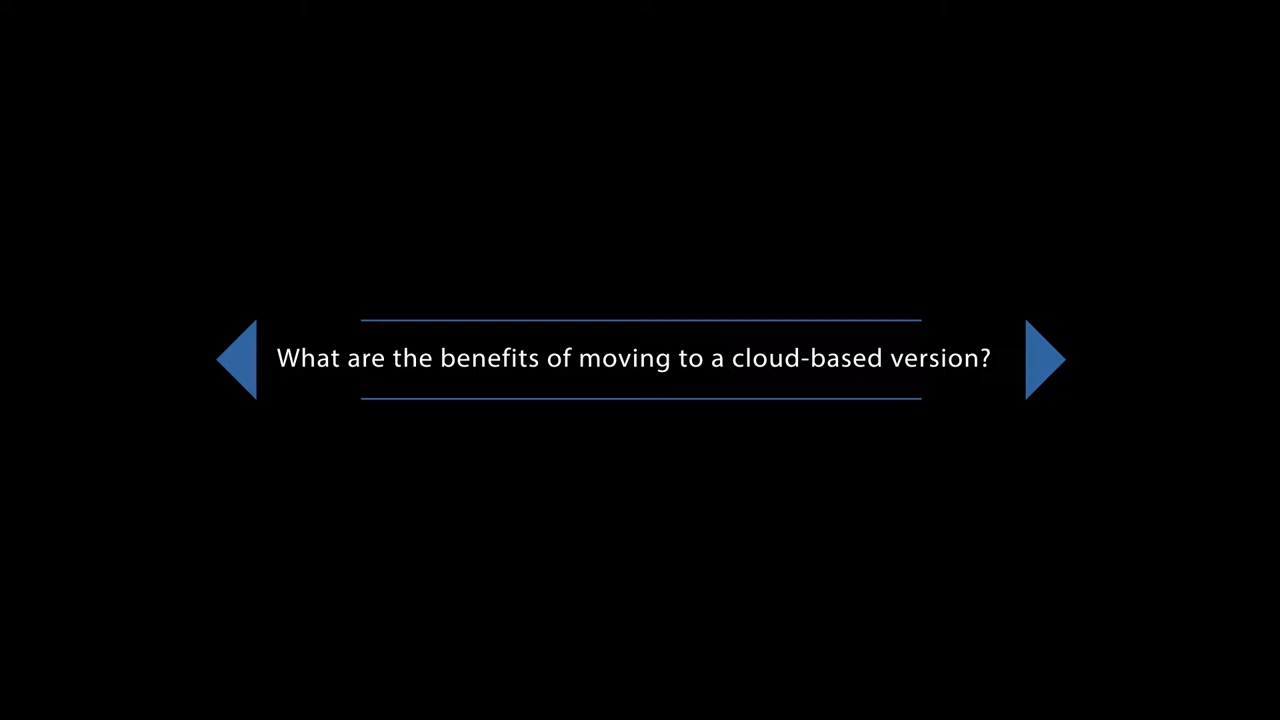 What are the benefits of moving to a cloud-based version?